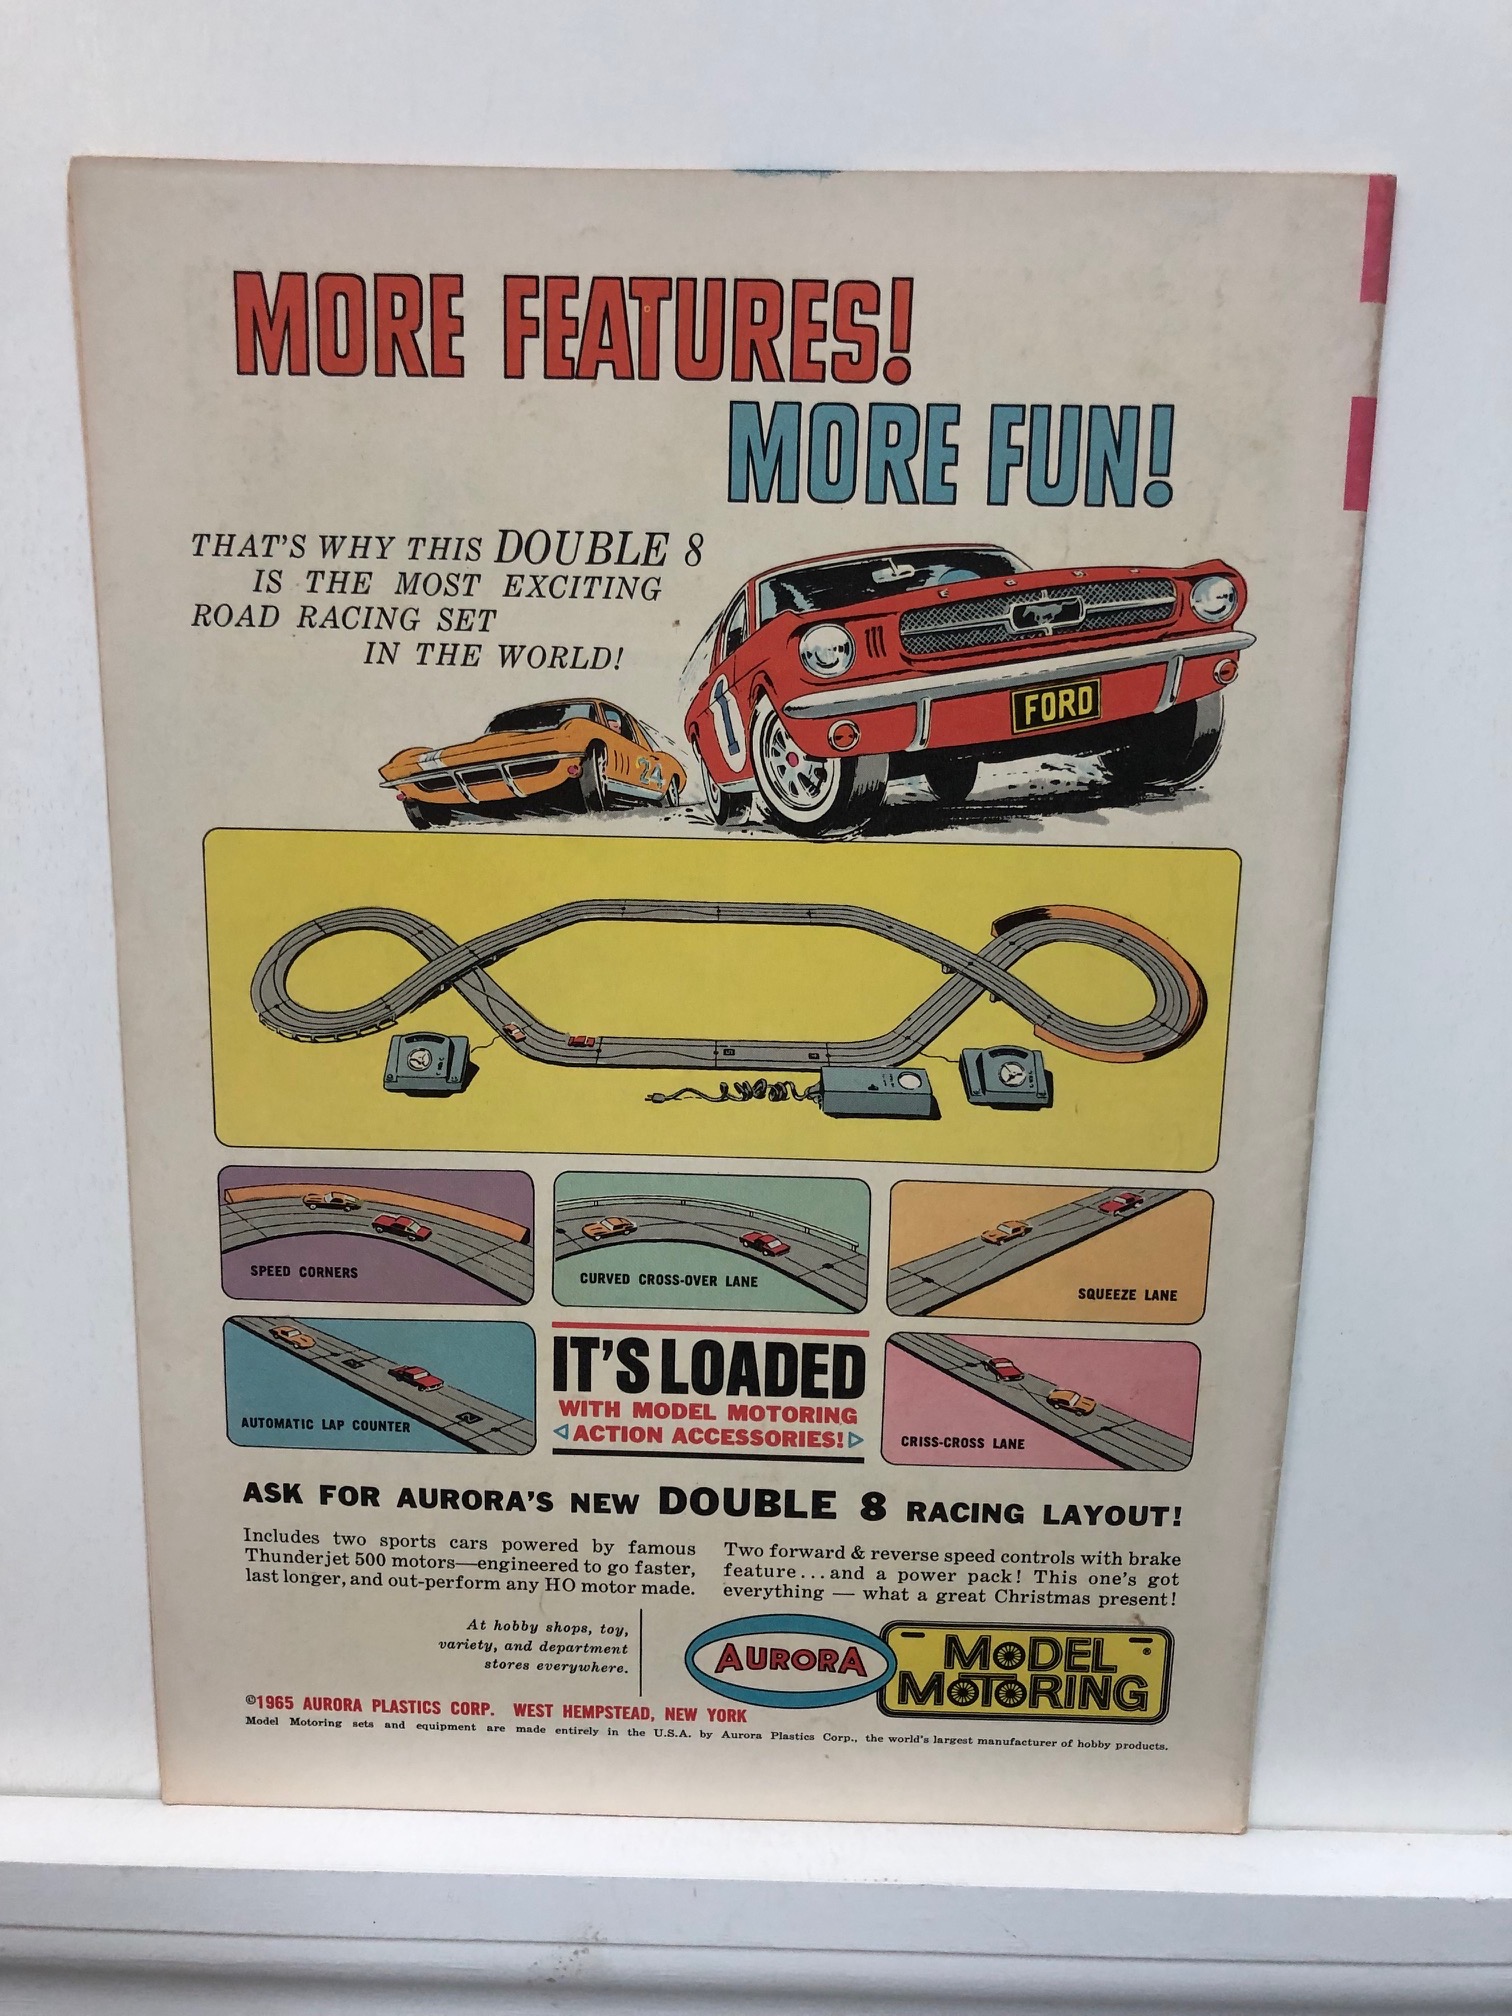 MORE FEATURES!
MORE FUN!
THAT'S WHY THIS DOUBLE 8
IS THE MOST EXCITING
ROAD RACING SET
IN THE WORLD!
FORD
1
24
SPEED CORNERS
CURVED CROSS-OVER LANE
SQUEEZE LANE
AUTOMATIC LAP COUNTER
IT'S LOADED
WITH MODEL MOTORING
ACTION ACCESSORIES!
CRISS-CROSS LANE
ASK FOR AURORA'S NEW DOUBLE 8 RACING LAYOUT!
Includes two sports cars powered by famous
Thunderjet 500 motors—engineered to go faster,
last longer, and out-perform any HO motor made.
Two forward & reverse speed controls with brake
feature...and a power pack! This one's got
everything — what a great Christmas present!
At hobby shops, toy,
variety, and department
stores everywhere.
AURORA
MODEL
MOTORING
®
©1965 AURORA PLASTICS CORP. WEST HEMPSTEAD, NEW YORK
Model Motoring sets and equipment are made entirely in the U.S.A. by Aurora Plastics Corp., the world's largest manufacturer of hobby products.